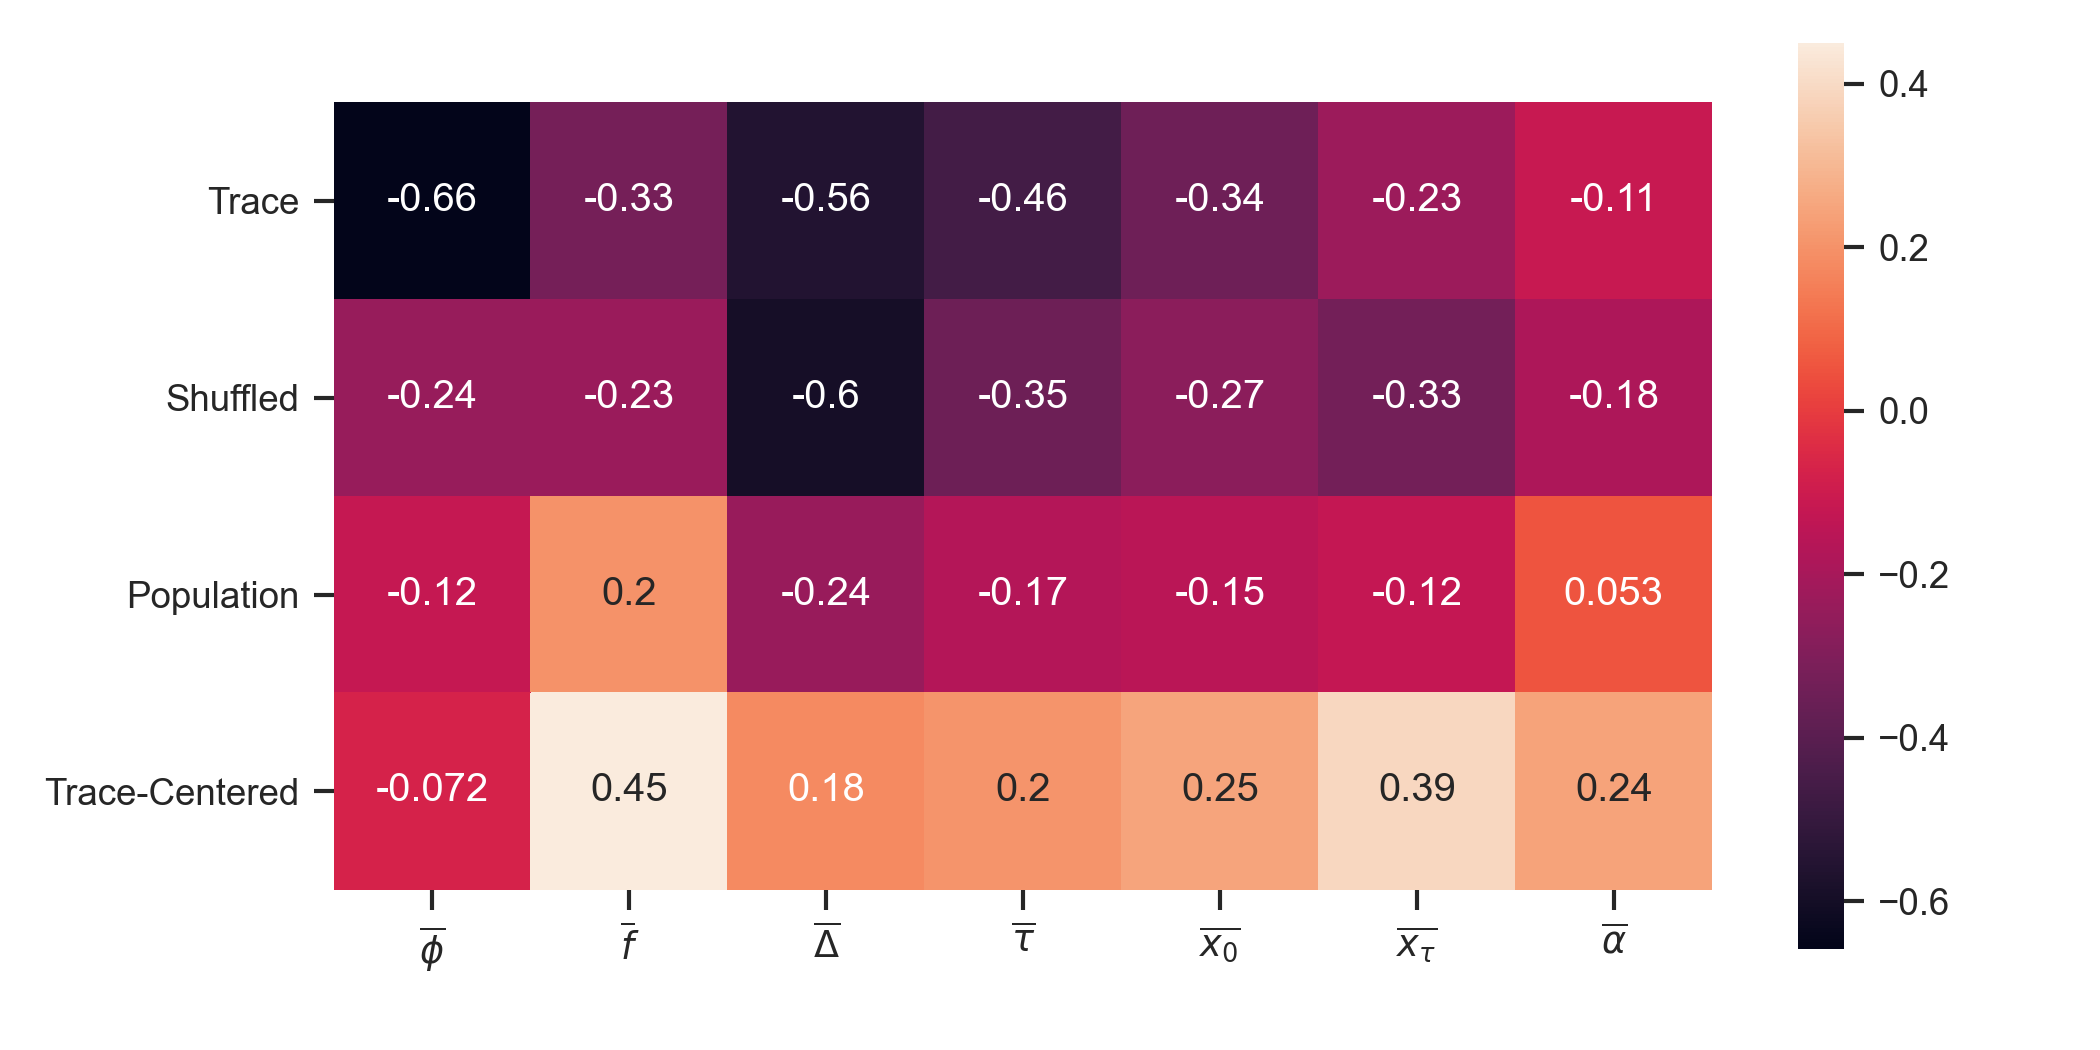 Trace -0.66 -0.33 -0.56 -0.46 -0.34 -0.23 -0.11
Shuffled -0.24 -0.23 -0.6 -0.35 -0.27 -0.33 -0.18
Population -0.12 0.2 -0.24 -0.17 -0.15 -0.12 0.053
Trace-Centered -0.072 0.45 0.18 0.2 0.25 0.39 0.24
ϕ̅ f̅ Δ̅ τ̅ x̅₀̅ x̅_τ̅ α̅
0.4
0.2
0.0
−0.2
−0.4
−0.6